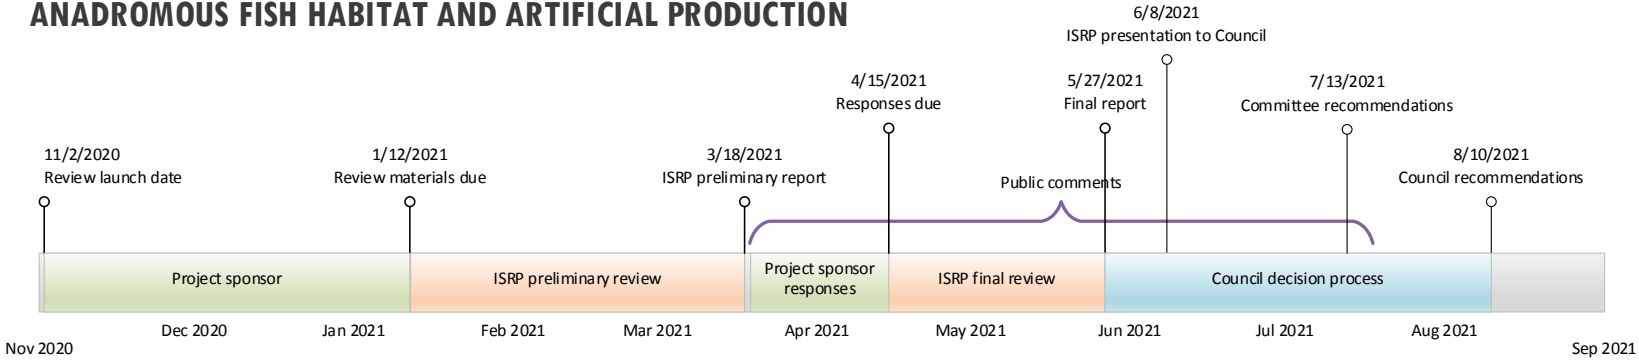 ANADROMOUS FISH HABITAT AND ARTIFICIAL PRODUCTION
6/8/2021
ISRP presentation to Council
4/15/2021
Responses due
5/27/2021
Final report
7/13/2021
Committee recommendations
11/2/2020
Review launch date
1/12/2021
Review materials due
3/18/2021
ISRP preliminary report
Public comments
8/10/2021
Council recommendations
Project sponsor
ISRP preliminary review
Project sponsor
responses
ISRP final review
Council decision process
Nov 2020
Dec 2020
Jan 2021
Feb 2021
Mar 2021
Apr 2021
May 2021
Jun 2021
Jul 2021
Aug 2021
Sep 2021